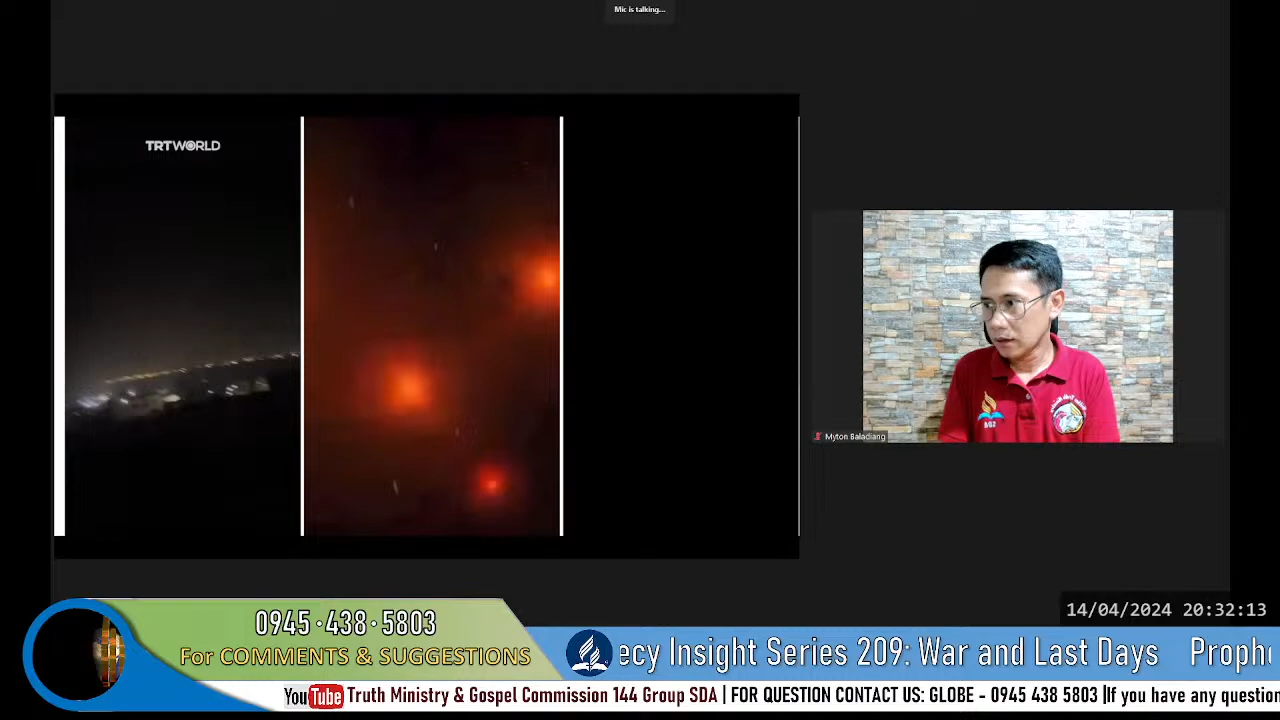 Mic is talking...
TRTWORLD
SDA
Myton Baladiang
14/04/2024 20:32:13
0945·438·5803
For COMMENTS & SUGGESTIONS
ecy Insight Series 209: War and Last Days Proph
YouTube Truth Ministry & Gospel Commission 144 Group SDA | FOR QUESTION CONTACT US: GLOBE - 0945 438 5803 |If you have any question